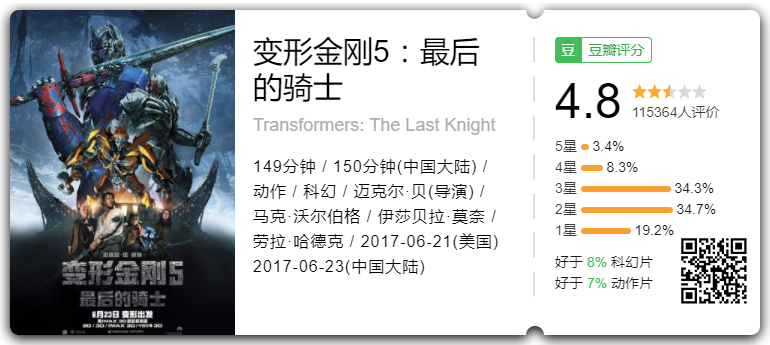 变形金刚5：最后
的骑士
Transformers: The Last Knight
149分钟 / 150分钟(中国大陆) /
动作 / 科幻 / 迈克尔·贝(导演) /
马克·沃尔伯格 / 伊莎贝拉·莫奈 /
劳拉·哈德克 / 2017-06-21(美国)
2017-06-23(中国大陆)
豆 豆瓣评分
4.8
115364人评价
5星 3.4%
4星 8.3%
3星 34.3%
2星 34.7%
1星 19.2%
好于 8% 科幻片
好于 7% 动作片
变形金刚5
最后的骑士
6月23日 变形出发